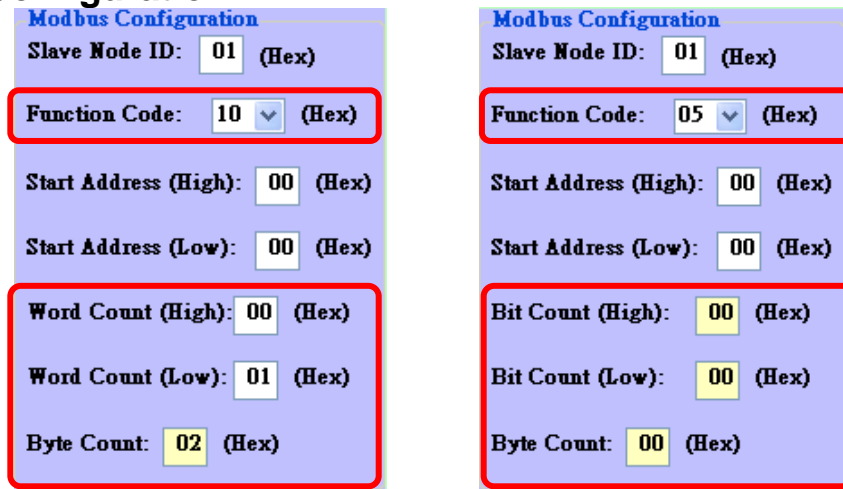 Modbus Configuration
Slave Node ID: 01 (Hex)
Function Code: 10 (Hex)
Start Address (High): 00 (Hex)
Start Address (Low): 00 (Hex)
Word Count (High): 00 (Hex)
Word Count (Low): 01 (Hex)
Byte Count: 02 (Hex)
Modbus Configuration
Slave Node ID: 01 (Hex)
Function Code: 05 (Hex)
Start Address (High): 00 (Hex)
Start Address (Low): 00 (Hex)
Bit Count (High): 00 (Hex)
Bit Count (Low): 00 (Hex)
Byte Count: 00 (Hex)